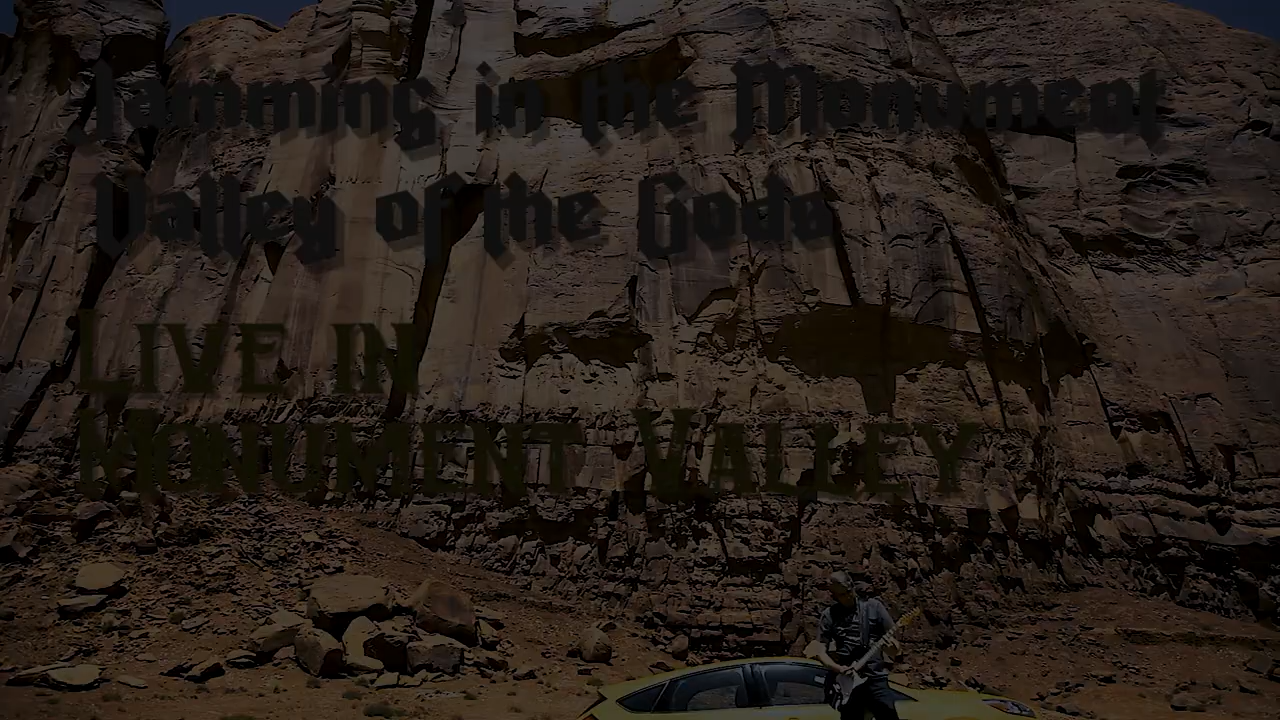 Jamming in the Monument
Valley of the Gods
Live in
Monument Valley